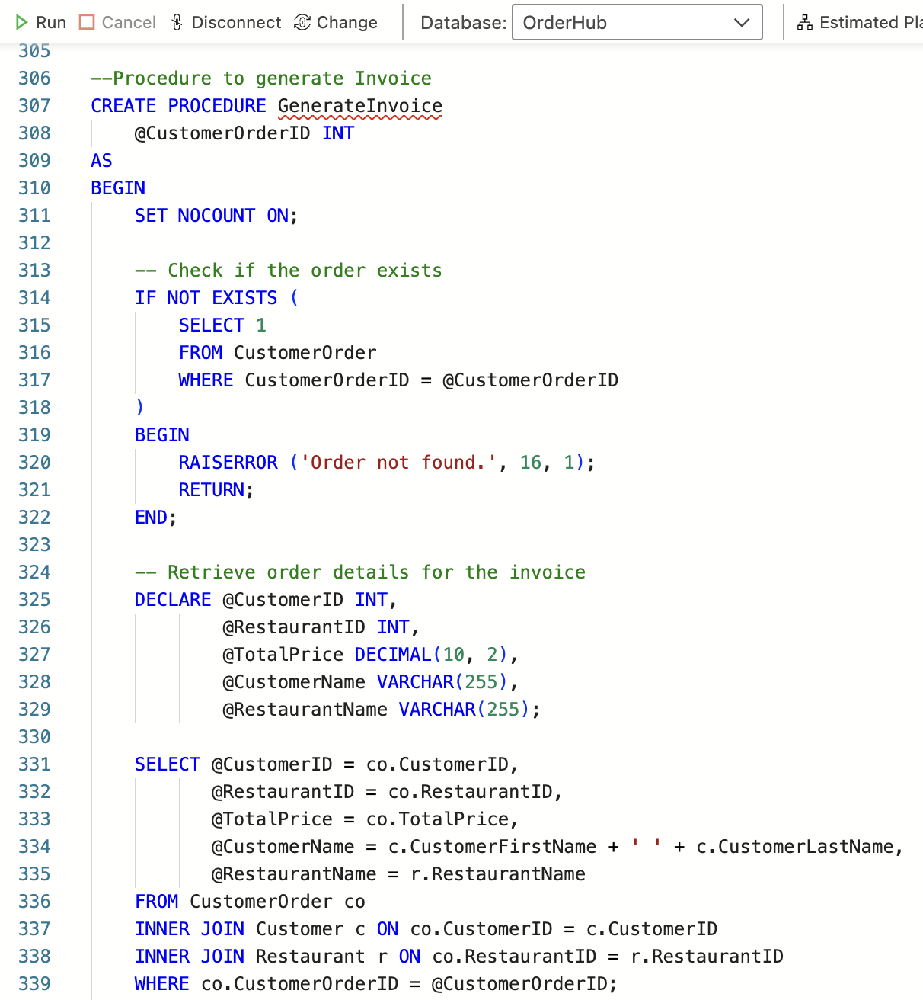 Run Cancel Disconnect Change Database: OrderHub Estimated Pla
305
306 --Procedure to generate Invoice
307 CREATE PROCEDURE GenerateInvoice
308 @CustomerOrderID INT
309 AS
310 BEGIN
311 SET NOCOUNT ON;
312
313 -- Check if the order exists
314 IF NOT EXISTS (
315 SELECT 1
316 FROM CustomerOrder
317 WHERE CustomerOrderID = @CustomerOrderID
318 )
319 BEGIN
320 RAISERROR ('Order not found.', 16, 1);
321 RETURN;
322 END;
323
324 -- Retrieve order details for the invoice
325 DECLARE @CustomerID INT,
326 @RestaurantID INT,
327 @TotalPrice DECIMAL(10, 2),
328 @CustomerName VARCHAR(255),
329 @RestaurantName VARCHAR(255);
330
331 SELECT @CustomerID = co.CustomerID,
332 @RestaurantID = co.RestaurantID,
333 @TotalPrice = co.TotalPrice,
334 @CustomerName = c.CustomerFirstName + ' ' + c.CustomerLastName,
335 @RestaurantName = r.RestaurantName
336 FROM CustomerOrder co
337 INNER JOIN Customer c ON co.CustomerID = c.CustomerID
338 INNER JOIN Restaurant r ON co.RestaurantID = r.RestaurantID
339 WHERE co.CustomerOrderID = @CustomerOrderID;